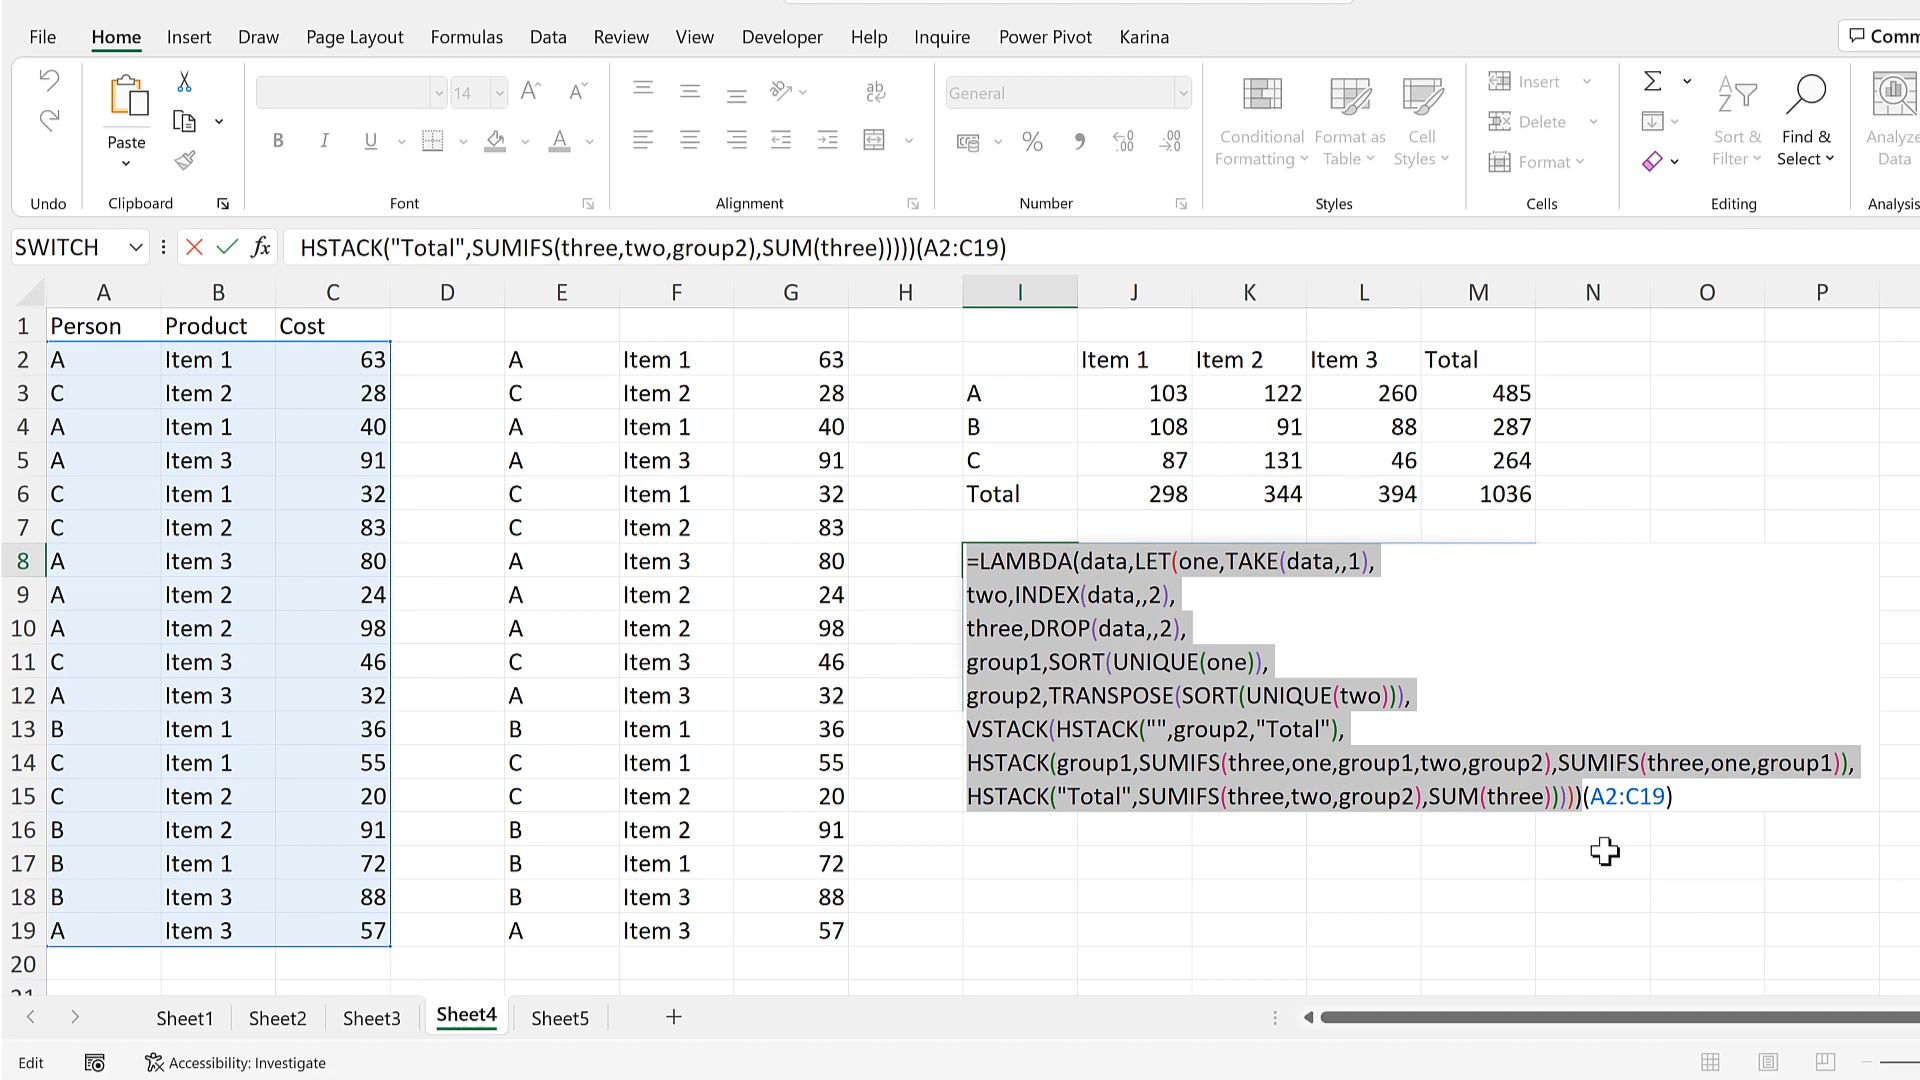 File Home Insert Draw Page Layout Formulas Data Review View Developer Help Inquire Power Pivot Karina
14 General Insert
Delete
Paste Conditional Formatting Format as Table Cell Styles Format Sort & Filter Find & Select
Undo Clipboard Font Alignment Number Styles Cells Editing Analysis
SWITCH fx HSTACK("Total",SUMIFS(three,two,group2),SUM(three)))))(A2:C19)
A B C D E F G H I J K L M N O P
1 Person Product Cost
2 A Item 1 63 A Item 1 63 Item 1 Item 2 Item 3 Total
3 C Item 2 28 C Item 2 28 A 103 122 260 485
4 A Item 1 40 A Item 1 40 B 108 91 88 287
5 A Item 3 91 A Item 3 91 C 87 131 46 264
6 C Item 1 32 C Item 1 32 Total 298 344 394 1036
7 C Item 2 83 C Item 2 83
8 A Item 3 80 A Item 3 80 =LAMBDA(data,LET(one,TAKE(data,,1),
9 A Item 2 24 A Item 2 24 two,INDEX(data,,2),
10 A Item 2 98 A Item 2 98 three,DROP(data,,2),
11 C Item 3 46 C Item 3 46 group1,SORT(UNIQUE(one)),
12 A Item 3 32 A Item 3 32 group2,TRANSPOSE(SORT(UNIQUE(two))),
13 B Item 1 36 B Item 1 36 VSTACK(HSTACK("",group2,"Total"),
14 C Item 1 55 C Item 1 55 HSTACK(group1,SUMIFS(three,one,group1,two,group2),SUMIFS(three,one,group1)),
15 C Item 2 20 C Item 2 20 HSTACK("Total",SUMIFS(three,two,group2),SUM(three)))))(A2:C19)
16 B Item 2 91 B Item 2 91
17 B Item 1 72 B Item 1 72
18 B Item 3 88 B Item 3 88
19 A Item 3 57 A Item 3 57
20
Sheet1 Sheet2 Sheet3 Sheet4 Sheet5
Edit Accessibility: Investigate